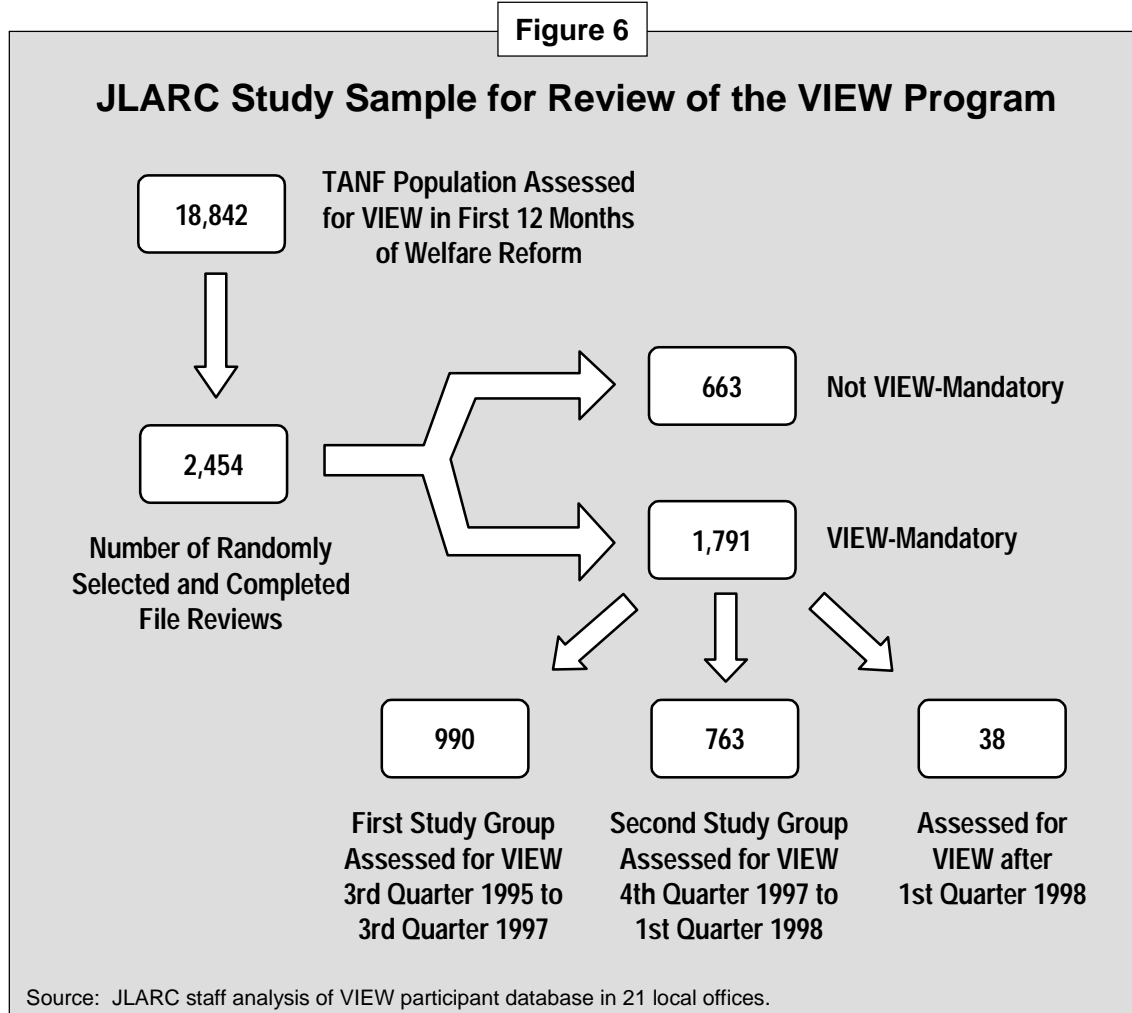 Figure 6
JLARC Study Sample for Review of the VIEW Program
18,842
TANF Population Assessed
for VIEW in First 12 Months
of Welfare Reform
2,454
Number of Randomly
Selected and Completed
File Reviews
663
Not VIEW-Mandatory
1,791
VIEW-Mandatory
990
First Study Group
Assessed for VIEW
3rd Quarter 1995 to
3rd Quarter 1997
763
Second Study Group
Assessed for VIEW
4th Quarter 1997 to
1st Quarter 1998
38
Assessed for
VIEW after
1st Quarter 1998
Source: JLARC staff analysis of VIEW participant database in 21 local offices.